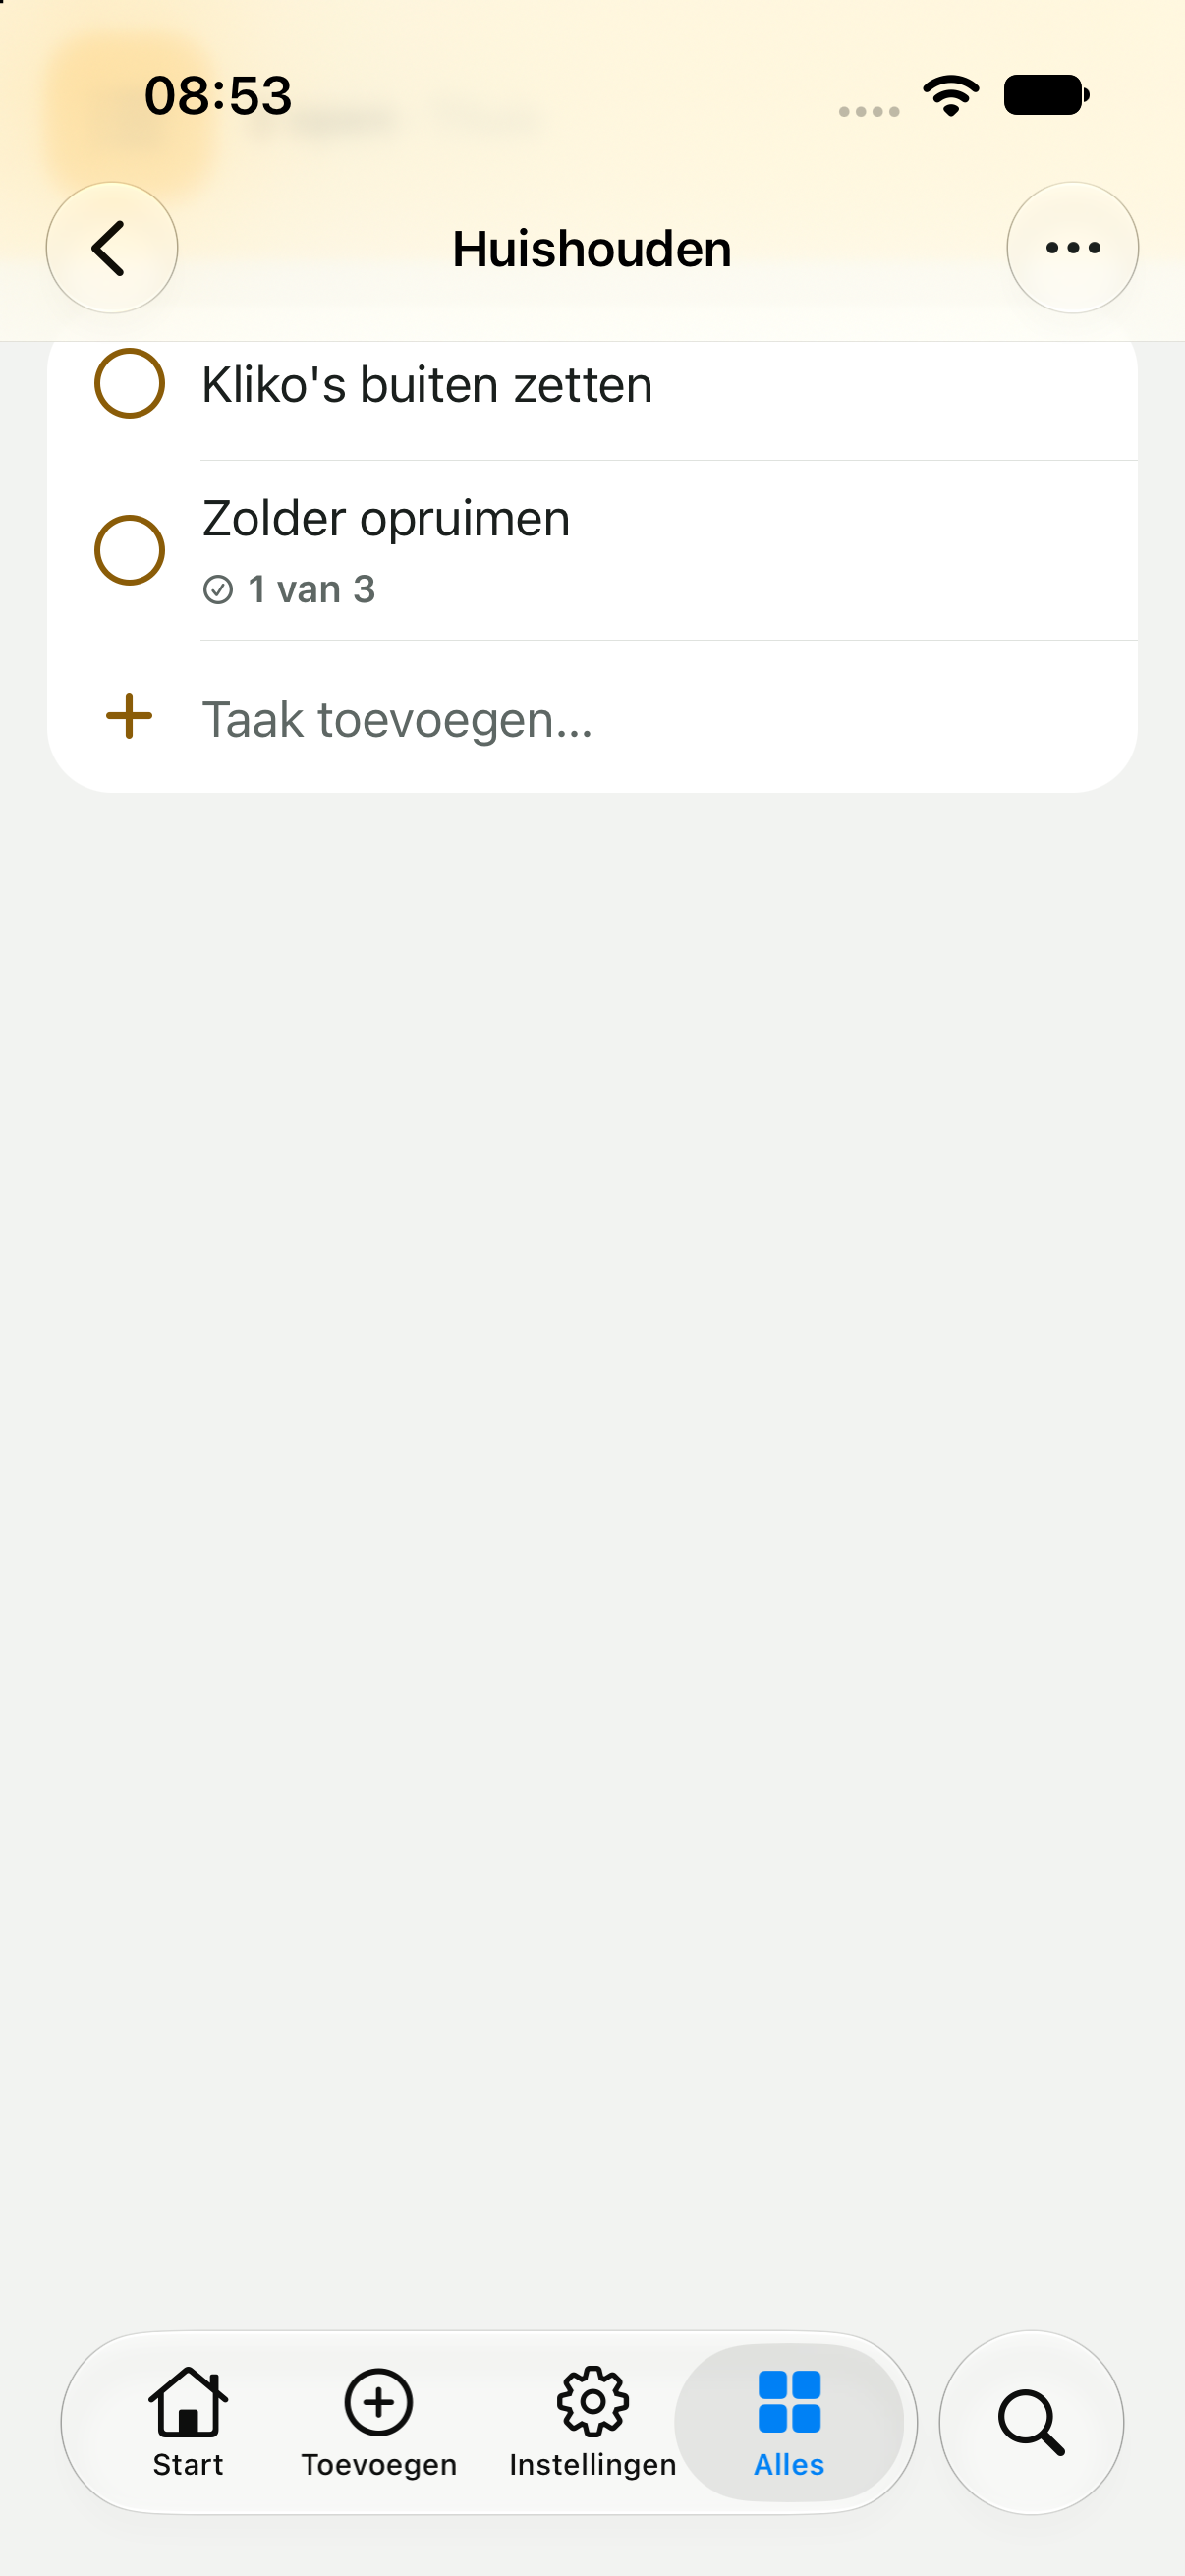 08:53
Huishouden
Kliko's buiten zetten
Zolder opruimen
1 van 3
Taak toevoegen...
Start
Toevoegen
Instellingen
Alles